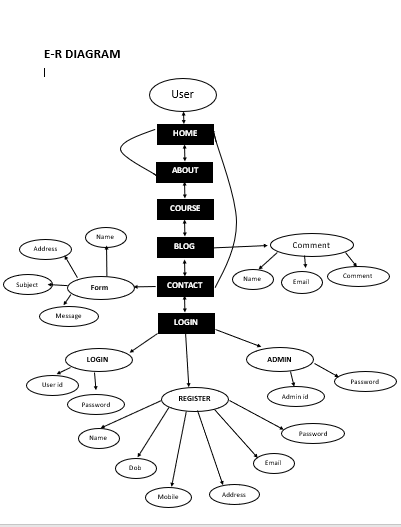 E-R DIAGRAM
User
HOME
ABOUT
COURSE
BLOG
Comment
Name
Email
Comment
CONTACT
Form
Name
Address
Subject
Message
LOGIN
LOGIN
User id
Password
ADMIN
Admin id
Password
REGISTER
Name
Dob
Mobile
Address
Email
Password